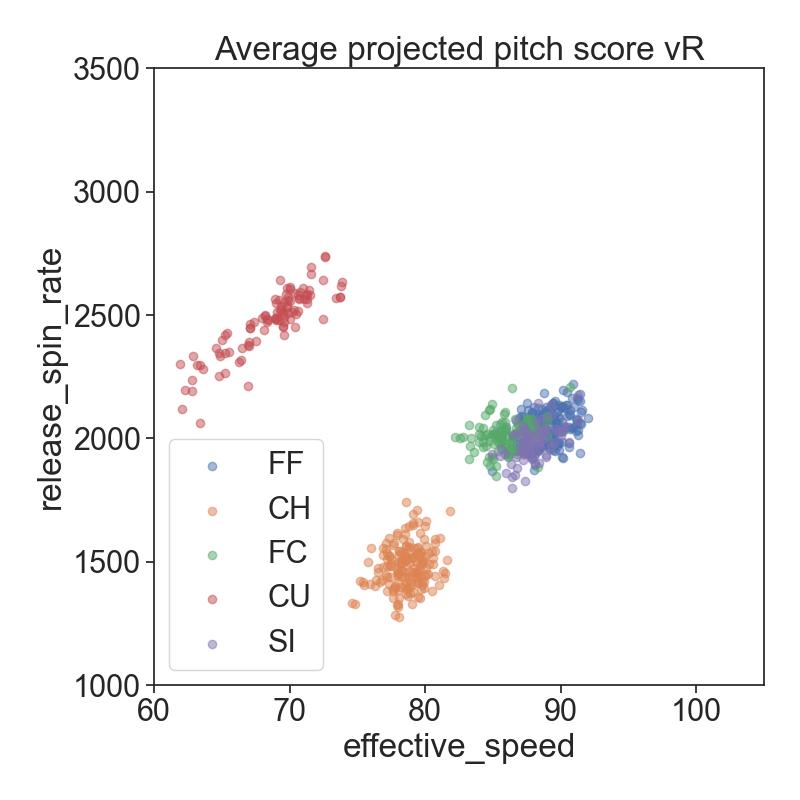 Average projected pitch score vR
3500
3000
2500
2000
1500
1000
release_spin_rate
FF
CH
FC
CU
SI
60 70 80 90 100
effective_speed